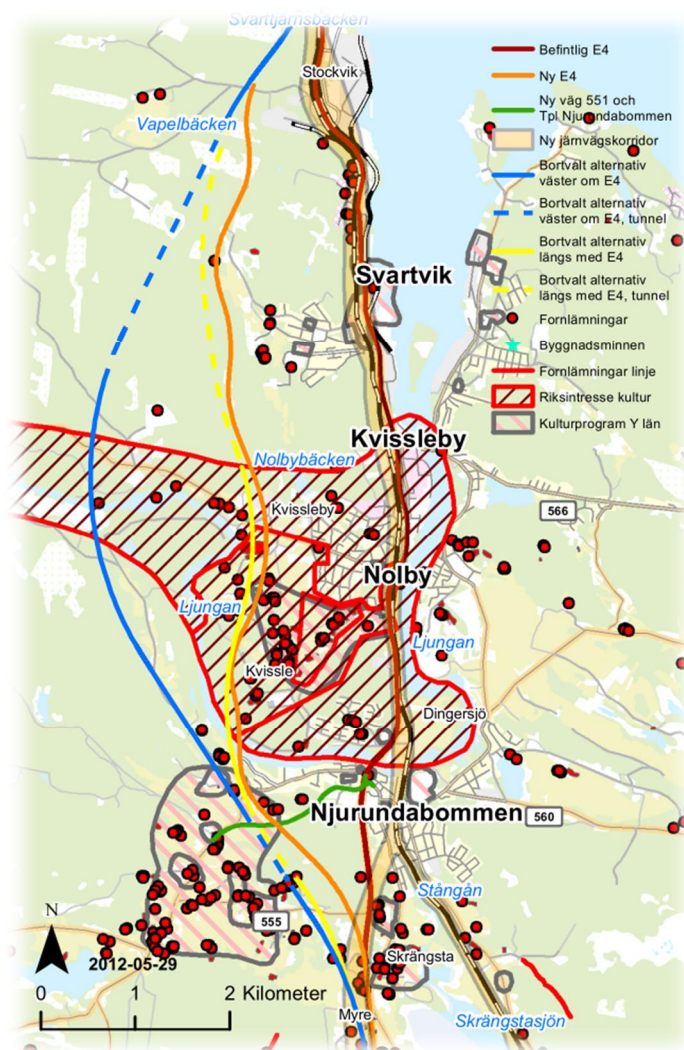 Svarttjärnsbäcken
Stockvik
Vapelbäcken
Befintlig E4
Ny E4
Ny väg 551 och
Tpl Njurundabommen
Ny järnvägskorridor
Bortvalt alternativ
väster om E4
Bortvalt alternativ
väster om E4, tunnel
Bortvalt alternativ
längs med E4
Bortvalt alternativ
längs med E4, tunnel
Fornlämningar
Byggnadsminnen
Fornlämningar linje
Riksintresse kultur
Kulturprogram Y län
Svartvik
Kvissleby
Nolbybäcken
Kvissleby
566
Nolby
Ljungan
Ljungan
Kvissle
Dingersjö
Njurundabommen
560
Stångån
555
Skrängsta
N
2012-05-29
0 1 2 Kilometer
Myre
Skrängstasjön